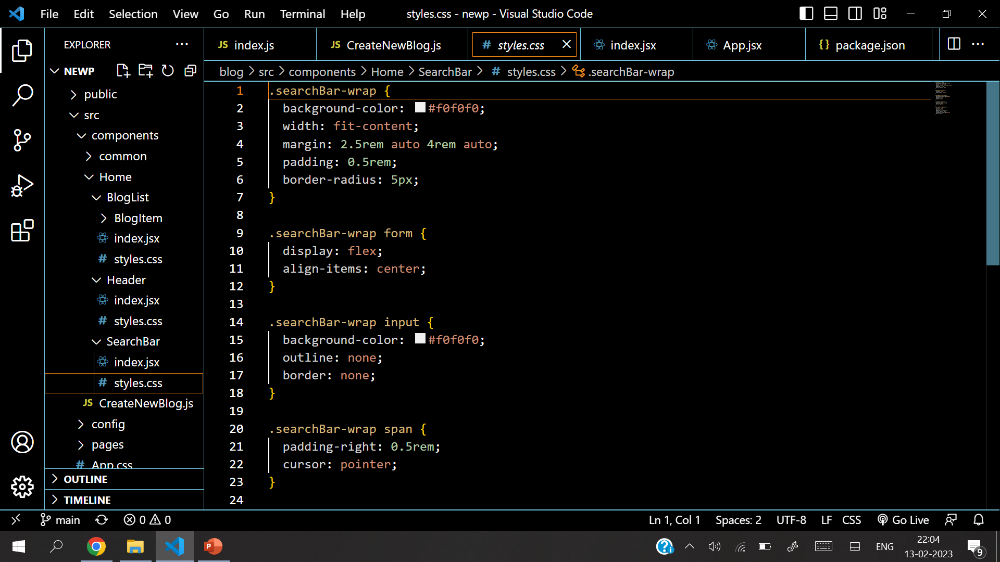 File Edit Selection View Go Run Terminal Help styles.css - newp - Visual Studio Code
EXPLORER
NEWP
public
src
components
common
Home
BlogList
BlogItem
index.jsx
styles.css
Header
index.jsx
styles.css
SearchBar
index.jsx
styles.css
JS CreateNewBlog.js
config
pages
# App.css
OUTLINE
TIMELINE
JS index.js JS CreateNewBlog.js # styles.css index.jsx App.jsx {} package.json
blog > src > components > Home > SearchBar > # styles.css > .searchBar-wrap
1 .searchBar-wrap {
2 background-color: #f0f0f0;
3 width: fit-content;
4 margin: 2.5rem auto 4rem auto;
5 padding: 0.5rem;
6 border-radius: 5px;
7 }
8
9 .searchBar-wrap form {
10 display: flex;
11 align-items: center;
12 }
13
14 .searchBar-wrap input {
15 background-color: #f0f0f0;
16 outline: none;
17 border: none;
18 }
19
20 .searchBar-wrap span {
21 padding-right: 0.5rem;
22 cursor: pointer;
23 }
24
main 0 0 Ln 1, Col 1 Spaces: 2 UTF-8 LF CSS Go Live
ENG 22:04
13-02-2023 9